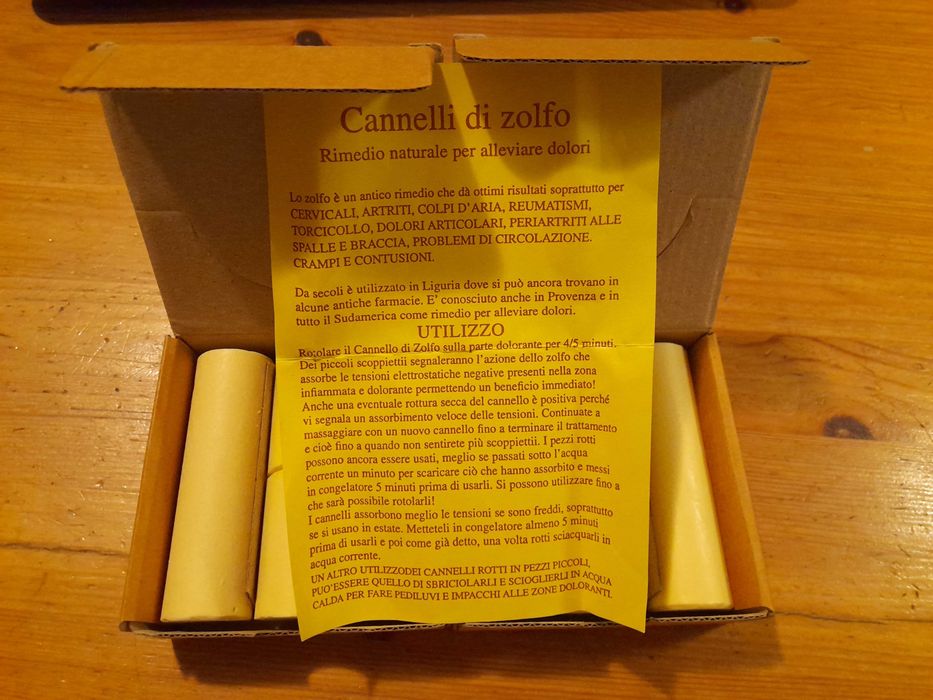 Cannelli di zolfo
Rimedio naturale per alleviare dolori
Lo zolfo è un antico rimedio che dà ottimi risultati soprattutto per
CERVICALI, ARTRITI, COLPI D'ARIA, REUMATISMI,
TORCICOLLO, DOLORI ARTICOLARI, PERIARTRITI ALLE
SPALLE E BRACCIA, PROBLEMI DI CIRCOLAZIONE.
CRAMPI E CONTUSIONI.
Da secoli è utilizzato in Liguria dove si può ancora trovano in
alcune antiche farmacie. E' conosciuto anche in Provenza e in
tutto il Sudamerica come rimedio per alleviare dolori.
UTILIZZO
Rotolare il Cannello di Zolfo sulla parte dolorante per 4/5 minuti.
Dei piccoli scoppiettii segnaleranno l'azione dello zolfo che
assorbe le tensioni elettrostatiche negative presenti nella zona
infiammata e dolorante permettendo un beneficio immediato!
Anche una eventuale rottura secca del cannello è positiva perché
vi segnala un assorbimento veloce delle tensioni. Continuate a
massaggiare con un nuovo cannello fino a terminare il trattamento
e cioè fino a quando non sentirete più scoppiettii. I pezzi rotti
possono ancora essere usati, meglio se passati sotto l'acqua
corrente un minuto per scaricare ciò che hanno assorbito e messi
in congelatore 5 minuti prima di usarli. Si possono utilizzare fino a
che sarà possibile rotolarli!
I cannelli assorbono meglio le tensioni se sono freddi, soprattutto
se si usano in estate. Metteteli in congelatore almeno 5 minuti
prima di usarli e poi come già detto, una volta rotti sciacquarli in
acqua corrente.
UN ALTRO UTILIZZODEI CANNELLI ROTTI IN PEZZI PICCOLI,
PUO'ESSERE QUELLO DI SBRICIOLARLI E SCIOGLIERLI IN ACQUA
CALDA PER FARE PEDILUVI E IMPACCHI ALLE ZONE DOLORANTI.